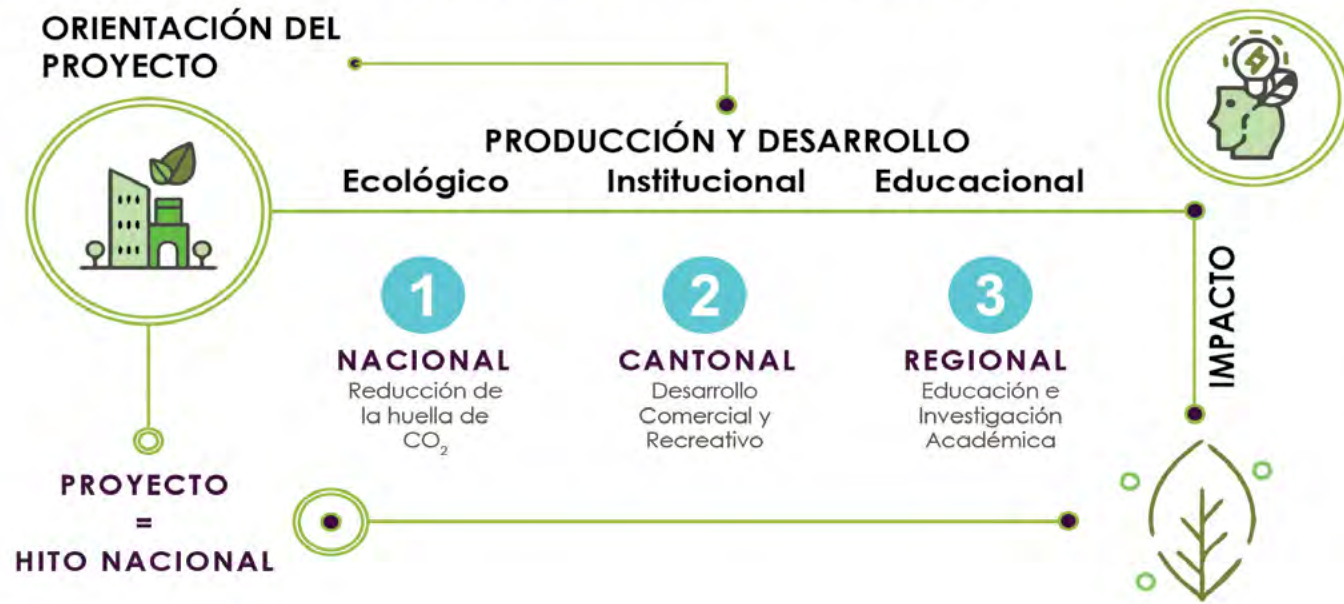 ORIENTACIÓN DEL
PROYECTO
PRODUCCIÓN Y DESARROLLO
Ecológico
Institucional
Educacional
1
NACIONAL
Reducción de
la huella de
CO₂
2
CANTONAL
Desarrollo
Comercial y
Recreativo
3
REGIONAL
Educación e
Investigación
Académica
IMPACTO
PROYECTO
=
HITO NACIONAL